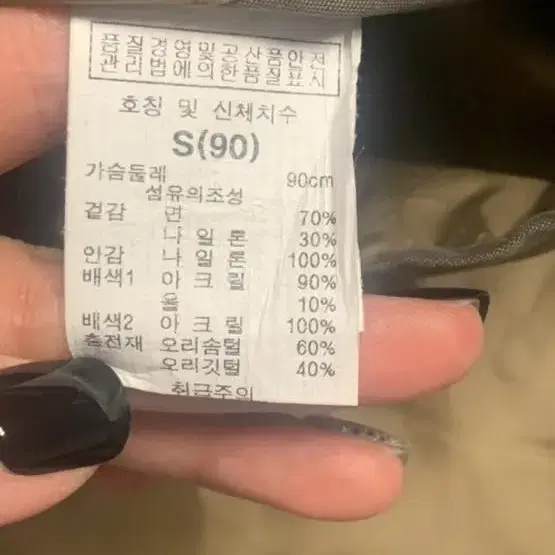 품질경영및공산품안전
관리법에의한품질표시
호칭 및 신체치수
S(90)
가슴둘레 90cm
섬유의조성
겉감 면 70%
나일론 30%
안감 나일론 100%
배색1 아크릴 90%
울 10%
배색2 아크릴 100%
충전재 오리솜털 60%
오리깃털 40%
취급주의